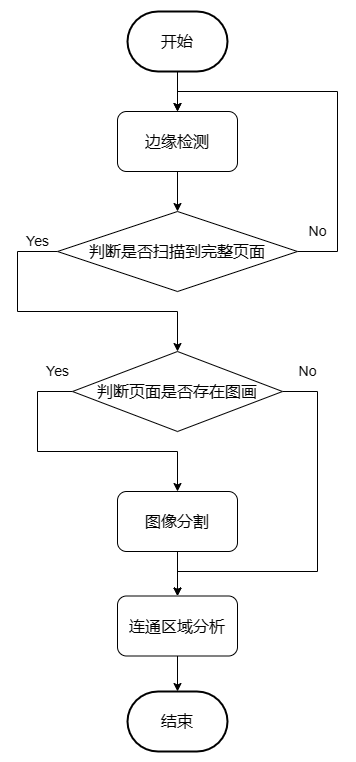 开始
边缘检测
Yes
No
判断是否扫描到完整页面
Yes
No
判断页面是否存在图画
图像分割
连通区域分析
结束